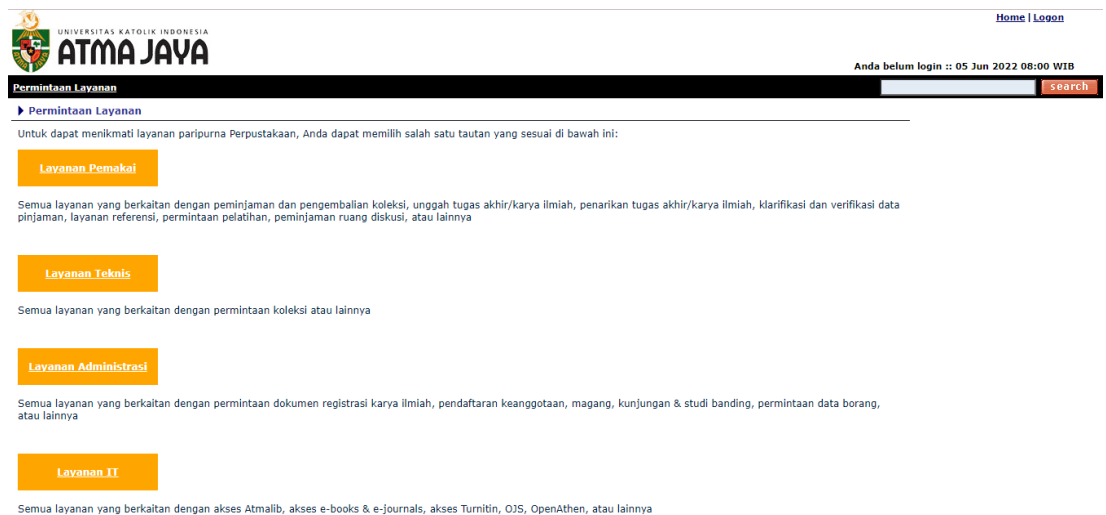 Home | Logon
UNIVERSITAS KATOLIK INDONESIA
ATMA JAYA
Anda belum login :: 05 Jun 2022 08:00 WIB
Permintaan Layanan
search
Permintaan Layanan
Untuk dapat menikmati layanan paripurna Perpustakaan, Anda dapat memilih salah satu tautan yang sesuai di bawah ini:
Layanan Pemakai
Semua layanan yang berkaitan dengan peminjaman dan pengembalian koleksi, unggah tugas akhir/karya ilmiah, penarikan tugas akhir/karya ilmiah, klarifikasi dan verifikasi data
pinjaman, layanan referensi, permintaan pelatihan, peminjaman ruang diskusi, atau lainnya
Layanan Teknis
Semua layanan yang berkaitan dengan permintaan koleksi atau lainnya
Layanan Administrasi
Semua layanan yang berkaitan dengan permintaan dokumen registrasi karya ilmiah, pendaftaran keanggotaan, magang, kunjungan & studi banding, permintaan data borang,
atau lainnya
Layanan IT
Semua layanan yang berkaitan dengan akses Atmalib, akses e-books & e-journals, akses Turnitin, OJS, OpenAthen, atau lainnya